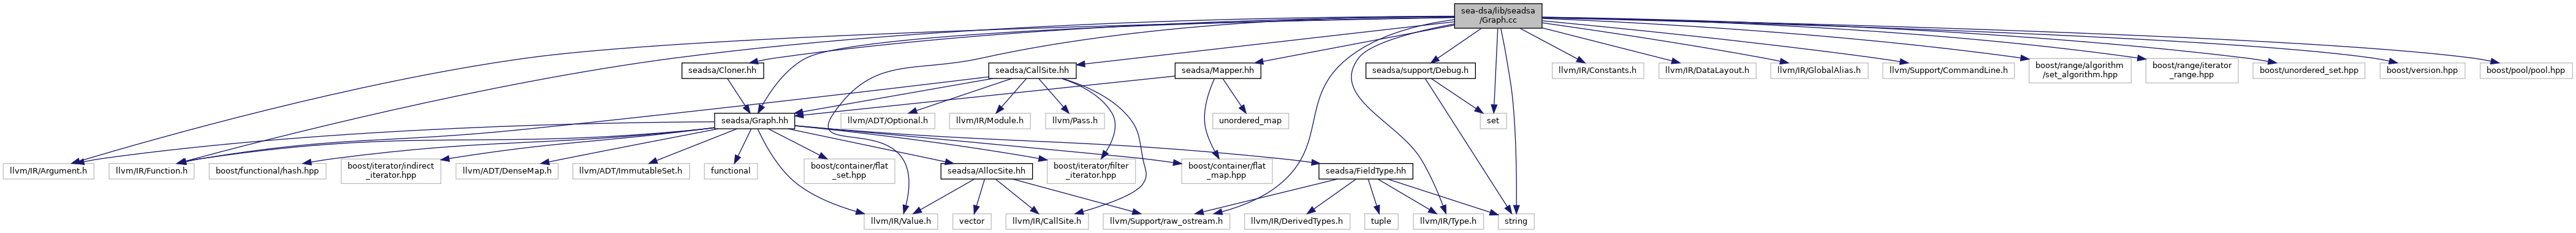 sea-dsa/lib/seadsa
/Graph.cc
seadsa/Cloner.hh
seadsa/CallSite.hh
seadsa/Mapper.hh
seadsa/support/Debug.h
llvm/IR/Constants.h
llvm/IR/DataLayout.h
llvm/IR/GlobalAlias.h
llvm/Support/CommandLine.h
boost/range/algorithm
/set_algorithm.hpp
boost/range/iterator
_range.hpp
boost/unordered_set.hpp
boost/version.hpp
boost/pool/pool.hpp
seadsa/Graph.hh
llvm/ADT/Optional.h
llvm/IR/Module.h
llvm/Pass.h
unordered_map
set
llvm/IR/Argument.h
llvm/IR/Function.h
boost/functional/hash.hpp
boost/iterator/indirect
_iterator.hpp
llvm/ADT/DenseMap.h
llvm/ADT/ImmutableSet.h
functional
boost/container/flat
_set.hpp
seadsa/AllocSite.hh
boost/iterator/filter
_iterator.hpp
boost/container/flat
_map.hpp
seadsa/FieldType.hh
llvm/IR/Value.h
vector
llvm/IR/CallSite.h
llvm/Support/raw_ostream.h
llvm/IR/DerivedTypes.h
tuple
llvm/IR/Type.h
string